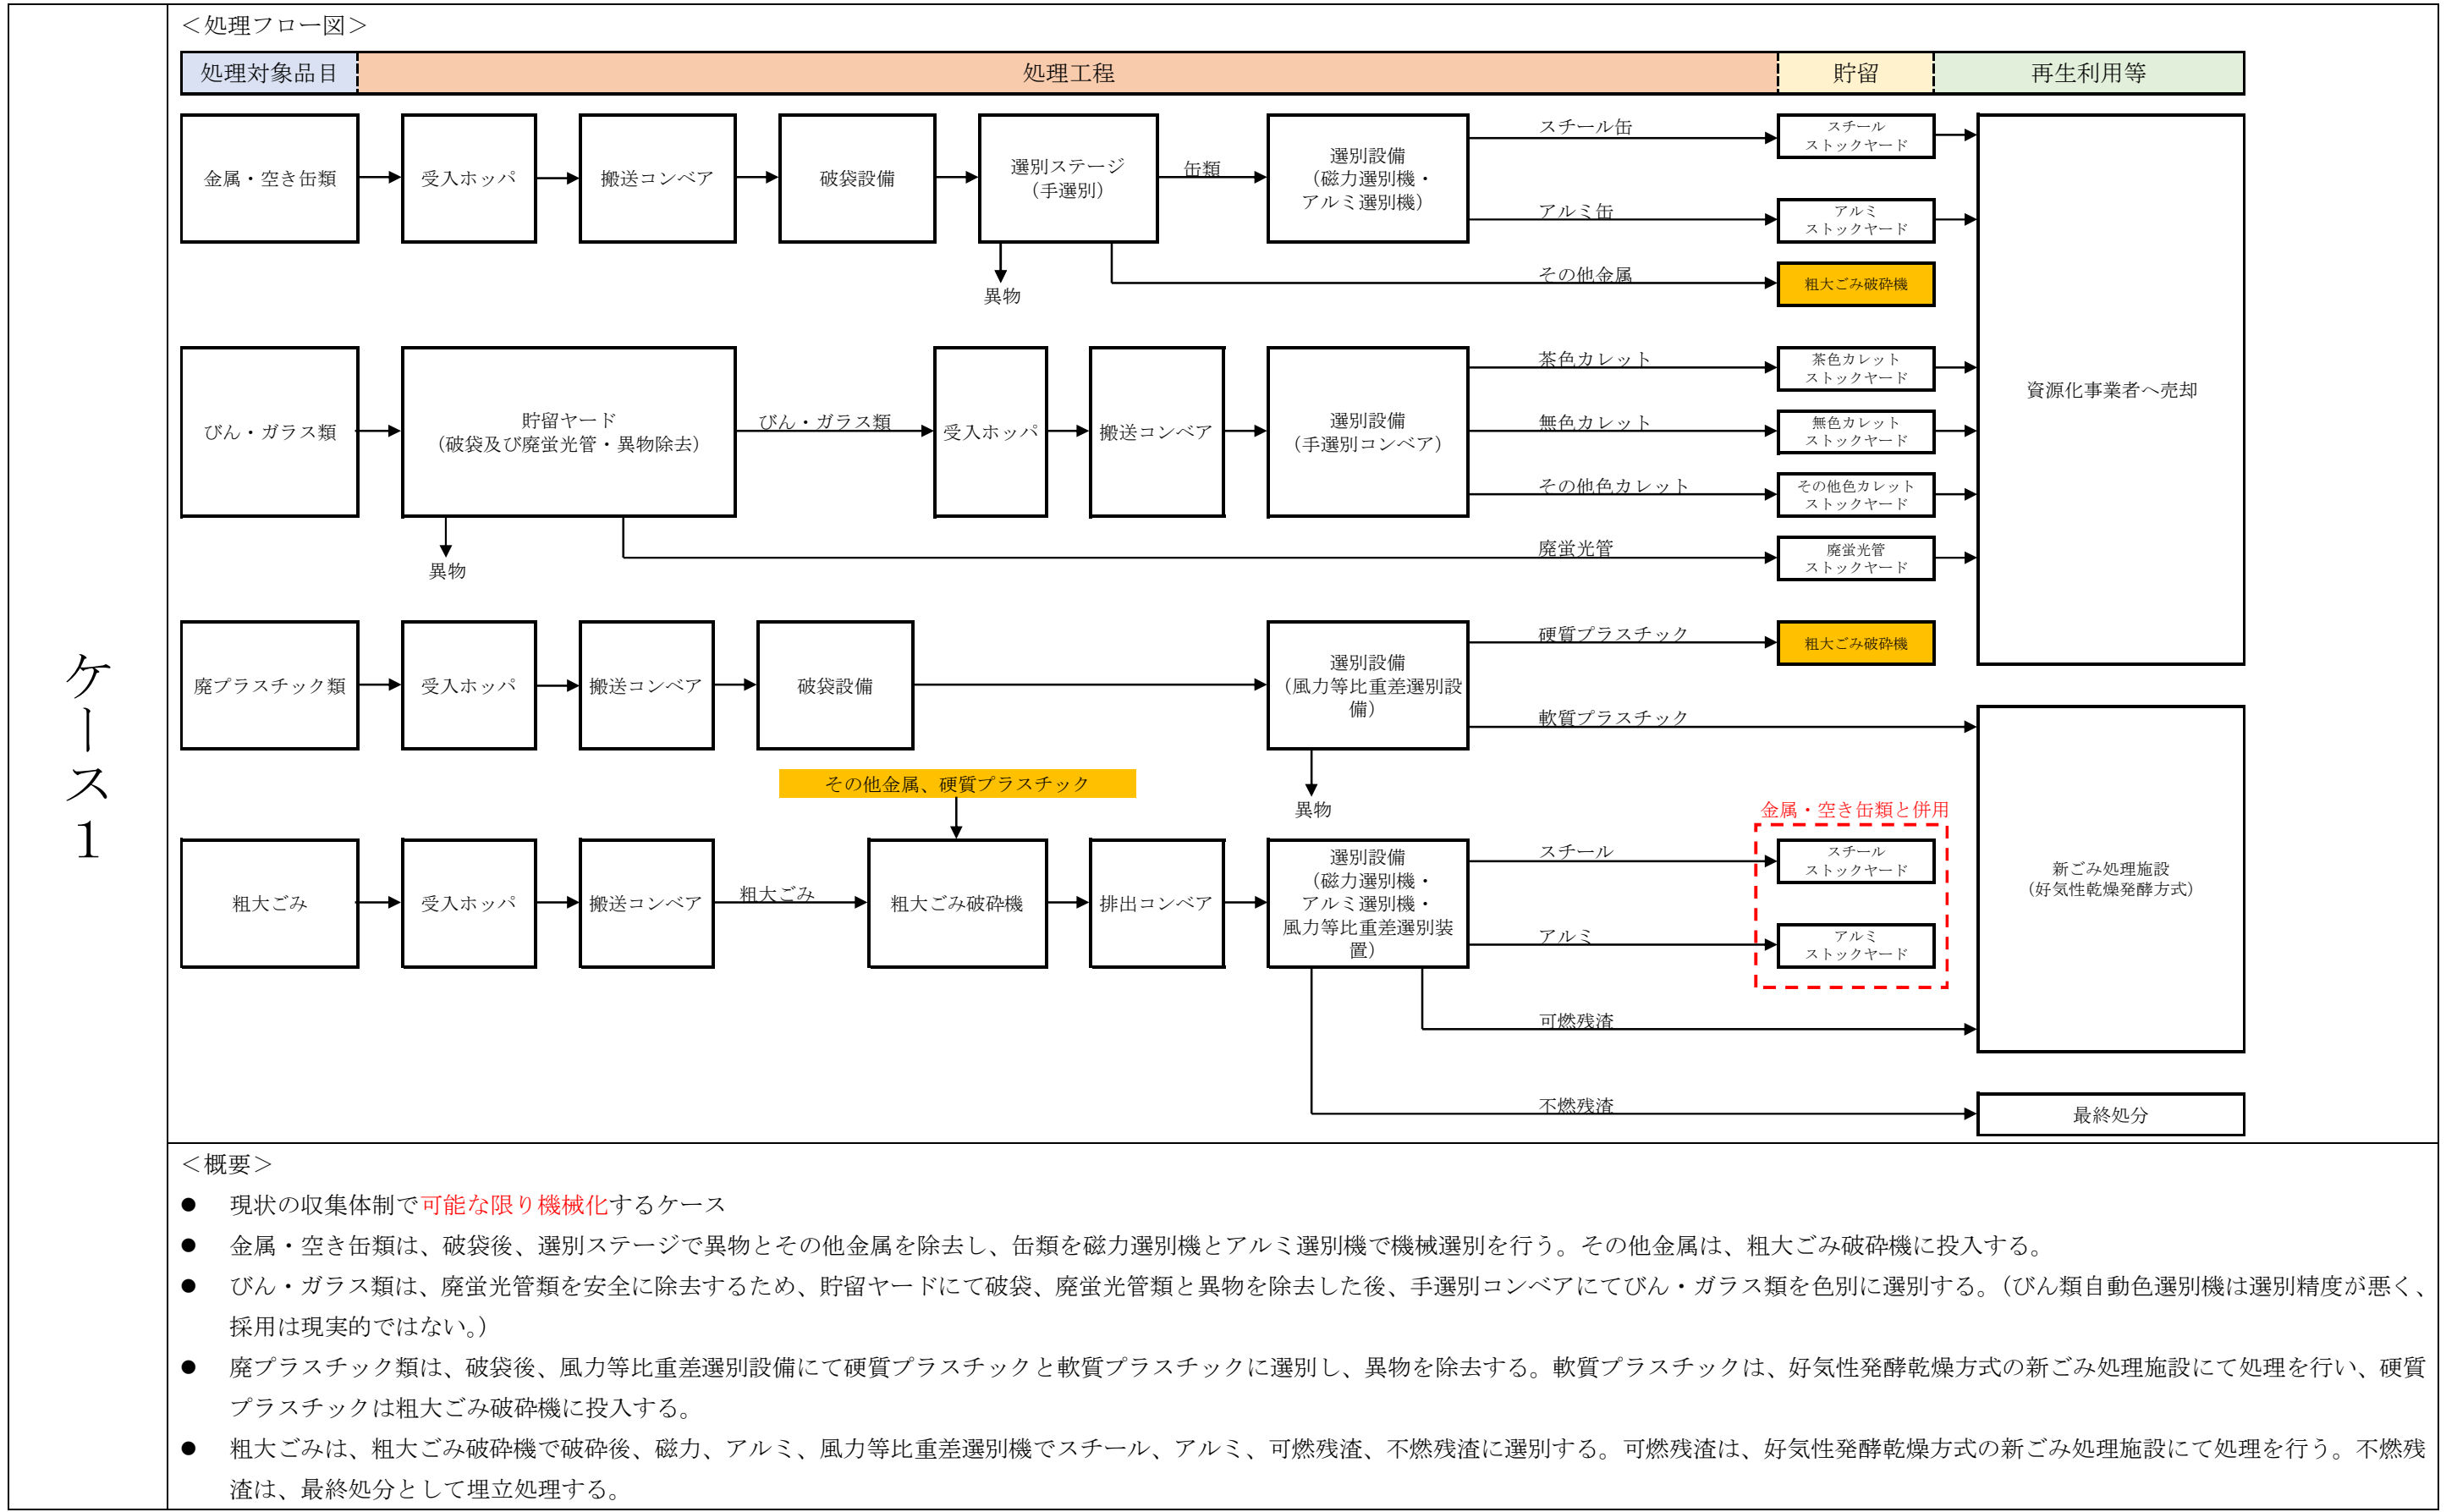 ケース１
＜処理フロー図＞
処理対象品目
処理工程
貯留
再生利用等
金属・空き缶類
受入ホッパ
搬送コンベア
破袋設備
選別ステージ
（手選別）
缶類
選別設備
（磁力選別機・
アルミ選別機）
スチール缶
スチール
ストックヤード
アルミ缶
アルミ
ストックヤード
その他金属
粗大ごみ破砕機
異物
資源化事業者へ売却
びん・ガラス類
貯留ヤード
（破袋及び廃蛍光管・異物除去）
びん・ガラス類
受入ホッパ
搬送コンベア
選別設備
（手選別コンベア）
茶色カレット
茶色カレット
ストックヤード
無色カレット
無色カレット
ストックヤード
その他色カレット
その他色カレット
ストックヤード
廃蛍光管
廃蛍光管
ストックヤード
異物
廃プラスチック類
受入ホッパ
搬送コンベア
破袋設備
選別設備
（風力等比重差選別設
備）
硬質プラスチック
粗大ごみ破砕機
軟質プラスチック
異物
その他金属、硬質プラスチック
金属・空き缶類と併用
粗大ごみ
受入ホッパ
搬送コンベア
粗大ごみ
粗大ごみ破砕機
排出コンベア
選別設備
（磁力選別機・
アルミ選別機・
風力等比重差選別装
置）
スチール
スチール
ストックヤード
アルミ
アルミ
ストックヤード
新ごみ処理施設
（好気性乾燥発酵方式）
可燃残渣
不燃残渣
最終処分
＜概要＞
● 現状の収集体制で可能な限り機械化するケース
● 金属・空き缶類は、破袋後、選別ステージで異物とその他金属を除去し、缶類を磁力選別機とアルミ選別機で機械選別を行う。その他金属は、粗大ごみ破砕機に投入する。
● びん・ガラス類は、廃蛍光管類を安全に除去するため、貯留ヤードにて破袋、廃蛍光管類と異物を除去した後、手選別コンベアにてびん・ガラス類を色別に選別する。（びん類自動色選別機は選別精度が悪く、
採用は現実的ではない。）
● 廃プラスチック類は、破袋後、風力等比重差選別設備にて硬質プラスチックと軟質プラスチックに選別し、異物を除去する。軟質プラスチックは、好気性発酵乾燥方式の新ごみ処理施設にて処理を行い、硬質
プラスチックは粗大ごみ破砕機に投入する。
● 粗大ごみは、粗大ごみ破砕機で破砕後、磁力、アルミ、風力等比重差選別機でスチール、アルミ、可燃残渣、不燃残渣に選別する。可燃残渣は、好気性発酵乾燥方式の新ごみ処理施設にて処理を行う。不燃残
渣は、最終処分として埋立処理する。